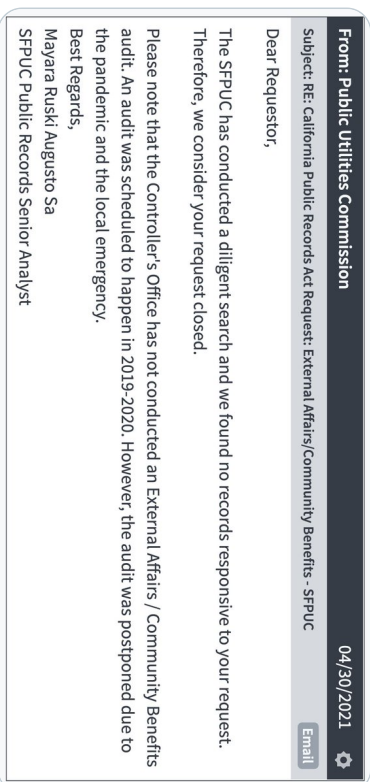 From: Public Utilities Commission 04/30/2021
Subject: RE: California Public Records Act Request: External Affairs/Community Benefits - SFPUC Email
Dear Requestor,
The SFPUC has conducted a diligent search and we found no records responsive to your request.
Therefore, we consider your request closed.
Please note that the Controller's Office has not conducted an External Affairs / Community Benefits
audit. An audit was scheduled to happen in 2019-2020. However, the audit was postponed due to
the pandemic and the local emergency.
Best Regards,
Mayara Ruski Augusto Sa
SFPUC Public Records Senior Analyst